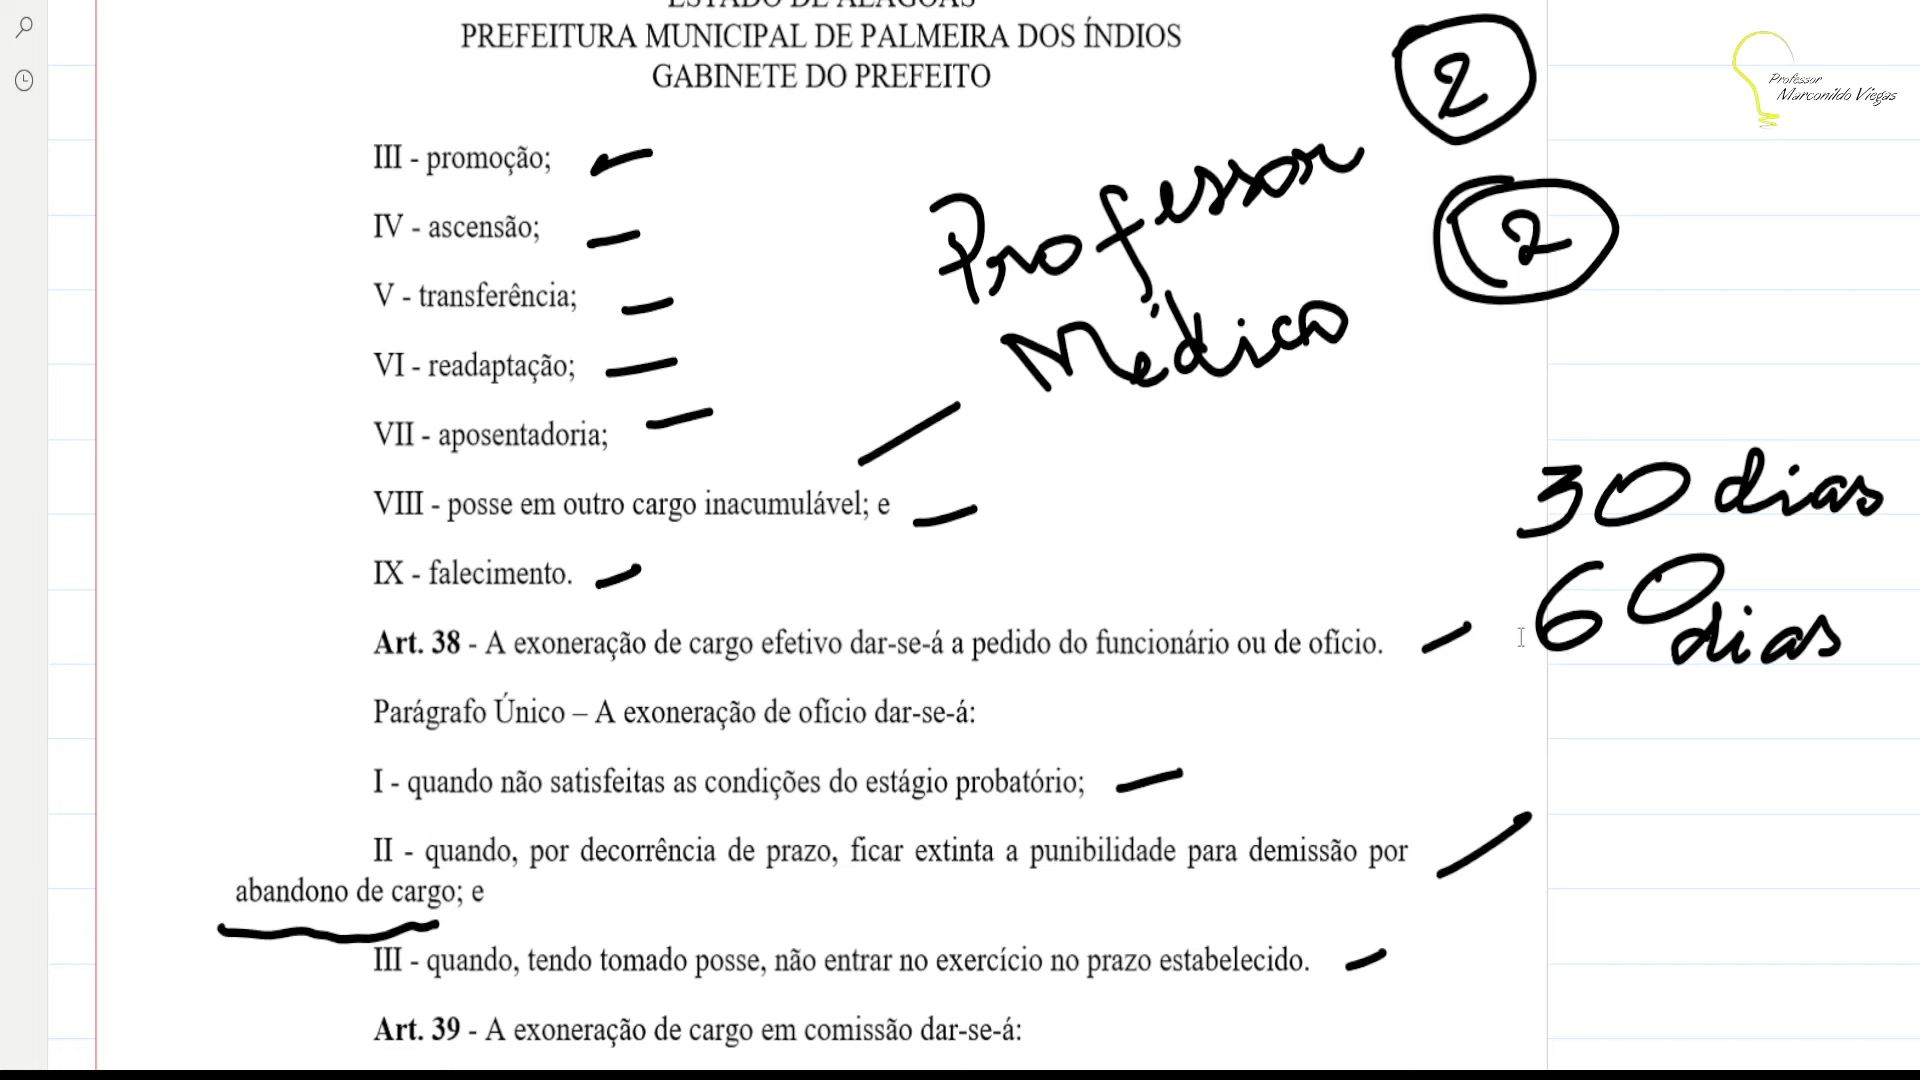 ESTADO DE ALAGOAS
PREFEITURA MUNICIPAL DE PALMEIRA DOS ÍNDIOS
GABINETE DO PREFEITO
2
Professor
Marconildo Viegas
III - promoção;
Professor
2
IV - ascensão;
V - transferência;
Médico
VI - readaptação;
VII - aposentadoria;
VIII - posse em outro cargo inacumulável; e
30 dias
IX - falecimento.
60
dias
Art. 38 - A exoneração de cargo efetivo dar-se-á a pedido do funcionário ou de ofício.
Parágrafo Único – A exoneração de ofício dar-se-á:
I - quando não satisfeitas as condições do estágio probatório;
II - quando, por decorrência de prazo, ficar extinta a punibilidade para demissão por
abandono de cargo; e
III - quando, tendo tomado posse, não entrar no exercício no prazo estabelecido.
Art. 39 - A exoneração de cargo em comissão dar-se-á: